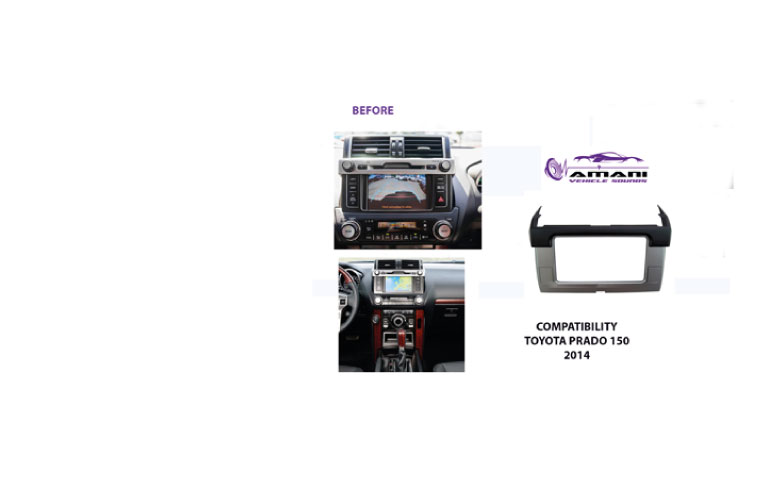 BEFORE
AMANI
VEHICLE SOUNDS
COMPATIBILITY
TOYOTA PRADO 150
2014